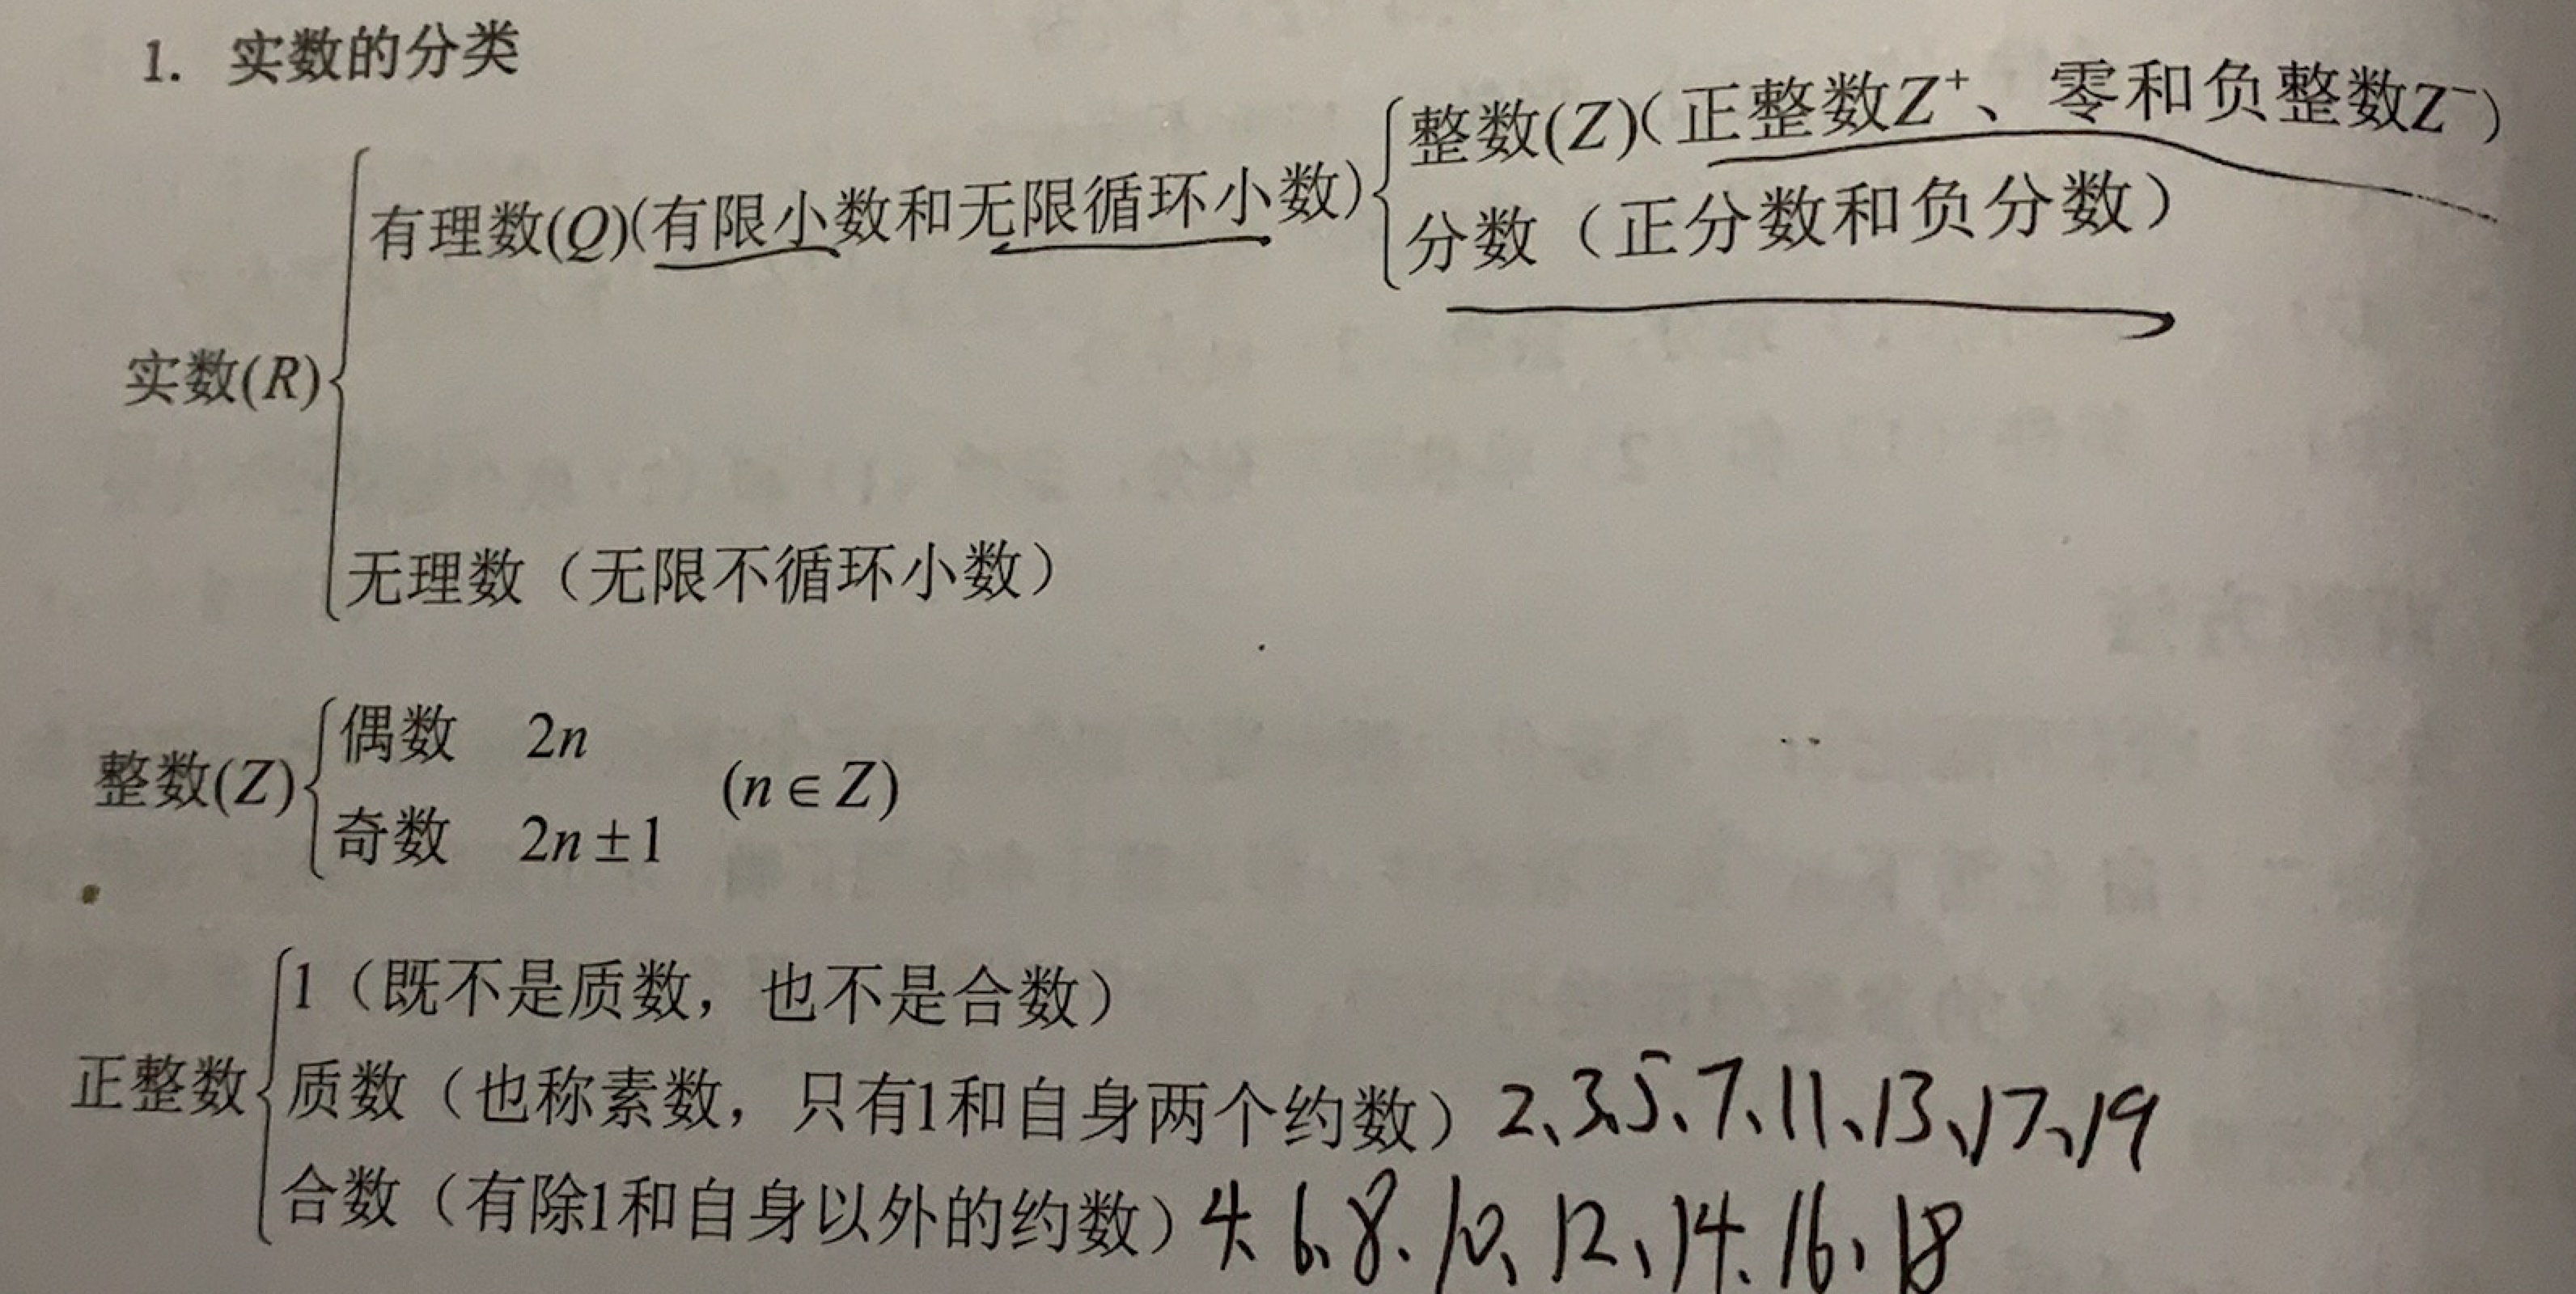 1. 实数的分类
整数(Z)(正整数Z⁺、零和负整数Z⁻)
有理数(Q)(有限小数和无限循环小数)
分数（正分数和负分数）
实数(R)
无理数（无限不循环小数）
偶数 2n
整数(Z) (n∈Z)
奇数 2n±1
1（既不是质数，也不是合数）
正整数 质数（也称素数，只有1和自身两个约数）2、3、5、7、11、13、17、19
合数（有除1和自身以外的约数）4、6、8、10、12、14、16、18